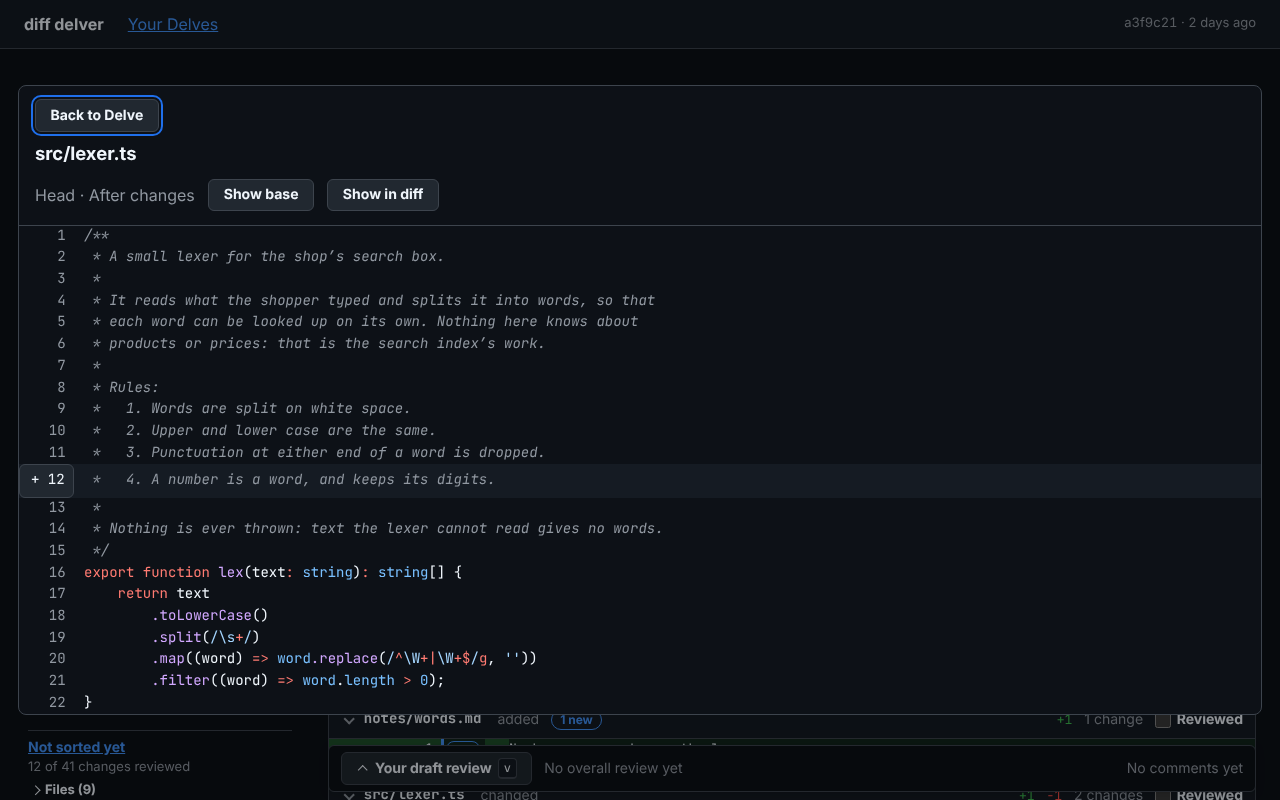 diff delver Your Delves a3f9c21 · 2 days ago
Back to Delve
src/lexer.ts
Head · After changes Show base Show in diff
1 /**
2 * A small lexer for the shop’s search box.
3 *
4 * It reads what the shopper typed and splits it into words, so that
5 * each word can be looked up on its own. Nothing here knows about
6 * products or prices: that is the search index’s work.
7 *
8 * Rules:
9 *   1. Words are split on white space.
10 *   2. Upper and lower case are the same.
11 *   3. Punctuation at either end of a word is dropped.
+ 12 *   4. A number is a word, and keeps its digits.
13 *
14 * Nothing is ever thrown: text the lexer cannot read gives no words.
15 */
16 export function lex(text: string): string[] {
17     return text
18         .toLowerCase()
19         .split(/\s+/)
20         .map((word) => word.replace(/^\W+|\W+$/g, ''))
21         .filter((word) => word.length > 0);
22 }
notes/words.md added 1 new +1 1 change Reviewed
Not sorted yet
12 of 41 changes reviewed
Your draft review v No overall review yet No comments yet
Files (9)
src/lexer.ts changed +1 -1 2 changes Reviewed